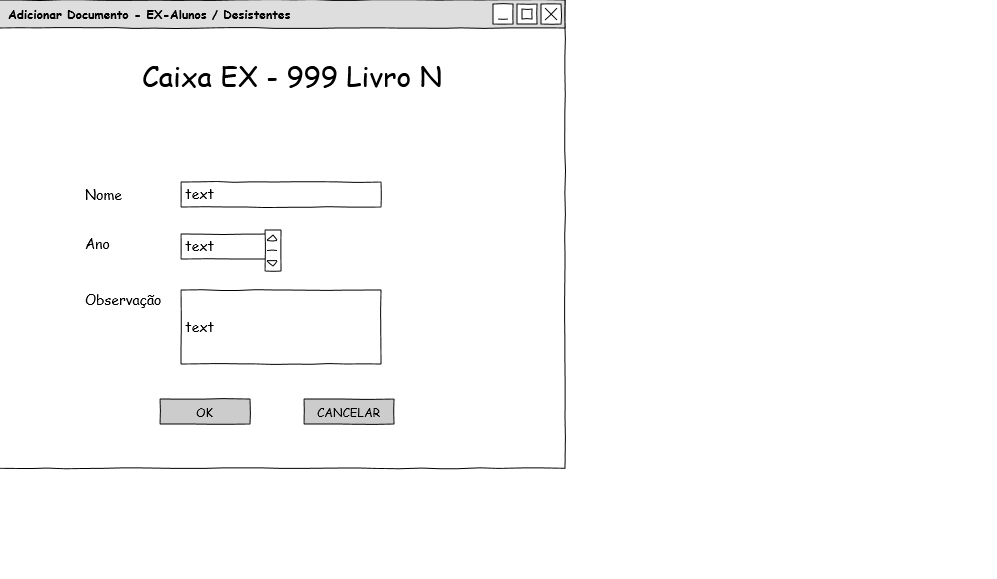 Adicionar Documento - EX-Alunos / Desistentes
Caixa EX - 999 Livro N
Nome
text
Ano
text
Observação
text
OK
CANCELAR